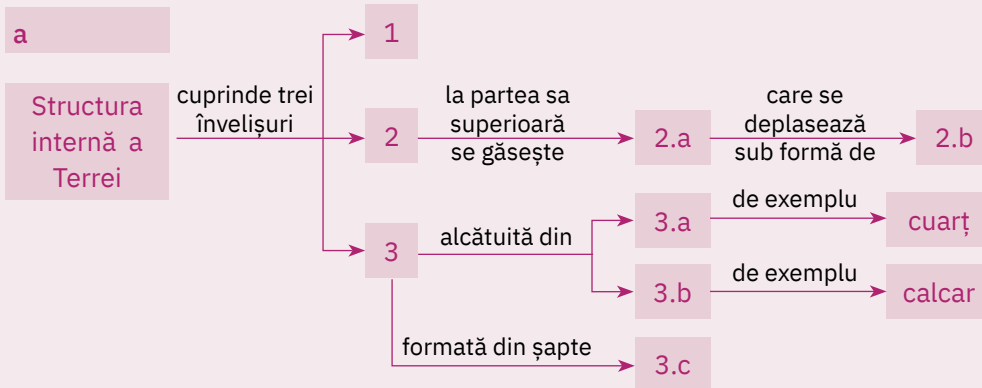 a
Structura
internă a
Terrei
cuprinde trei
învelișuri
1
2
la partea sa
superioară
se găsește
2.a
care se
deplasează
sub formă de
2.b
3
alcătuită din
3.a
de exemplu
cuarț
3.b
de exemplu
calcar
formată din șapte
3.c